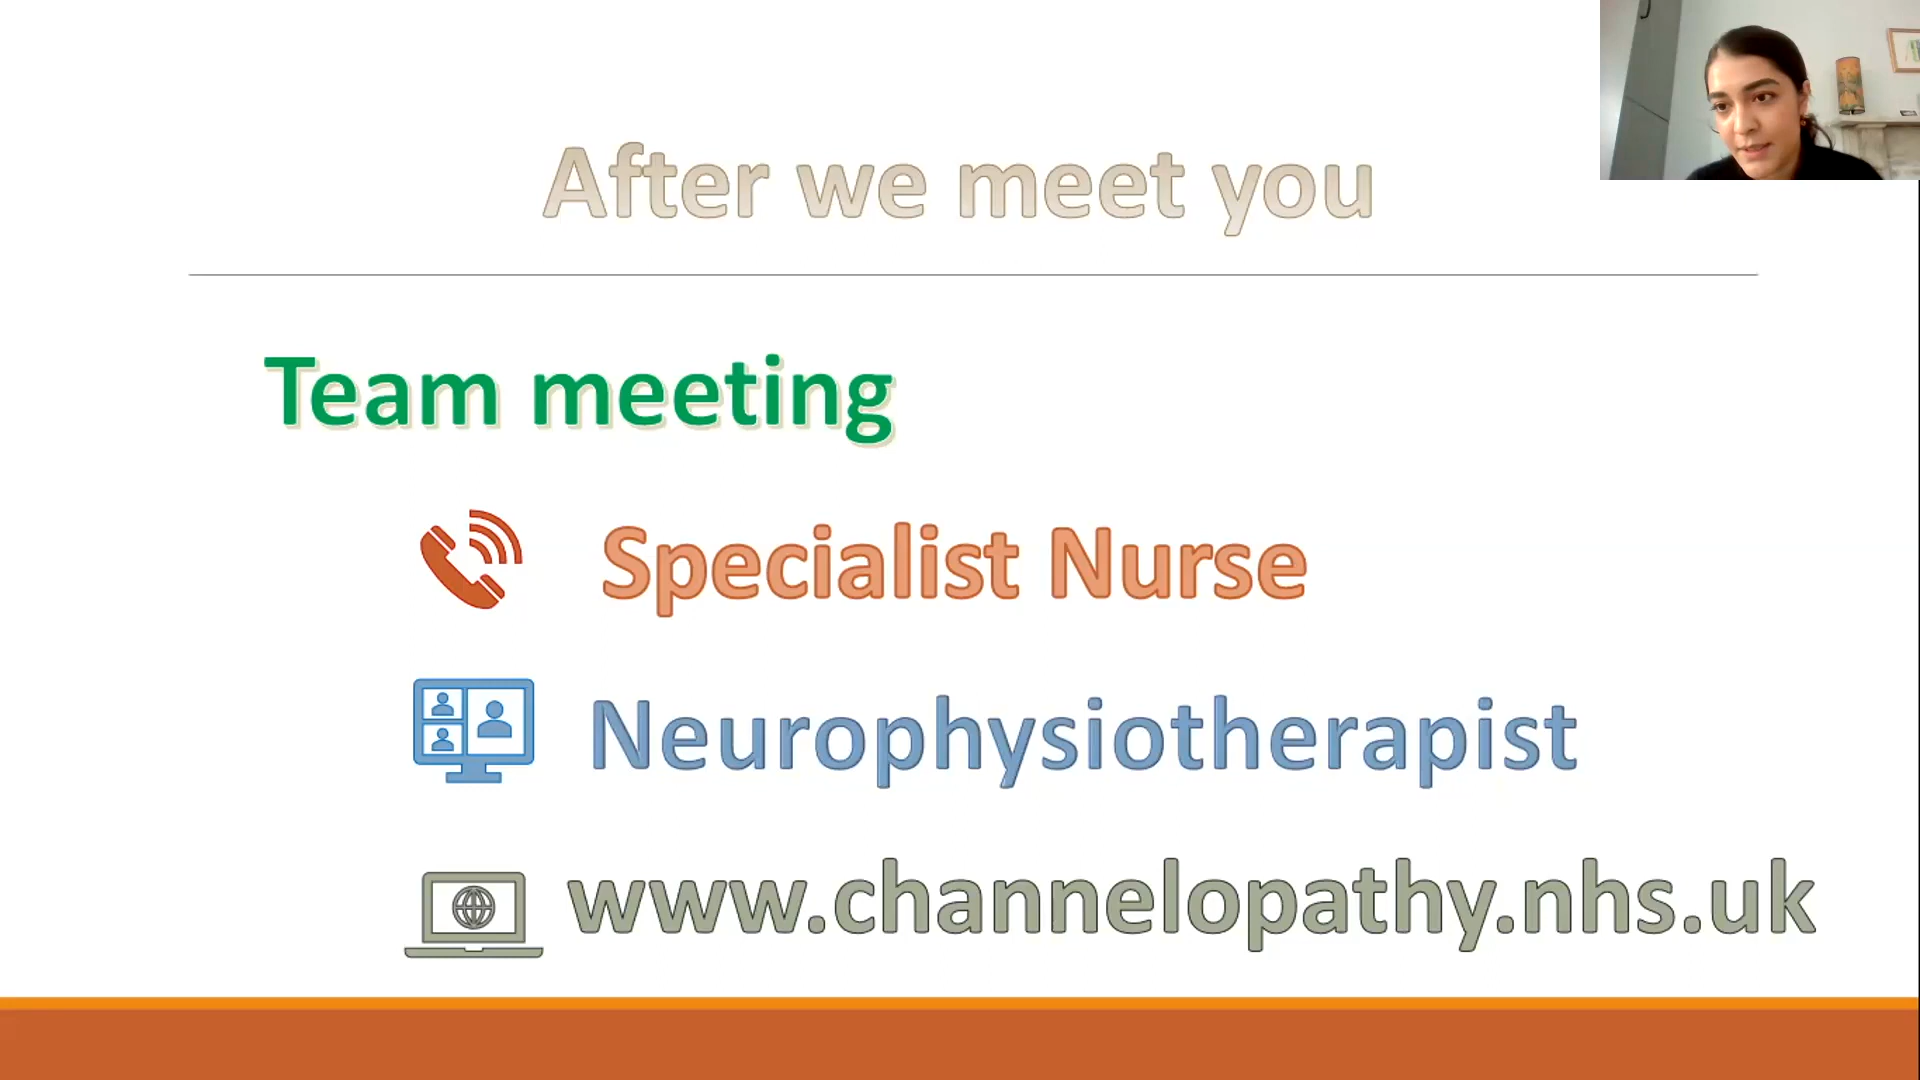 After we meet you
Team meeting
Specialist Nurse
Neurophysiotherapist
www.channelopathy.nhs.uk